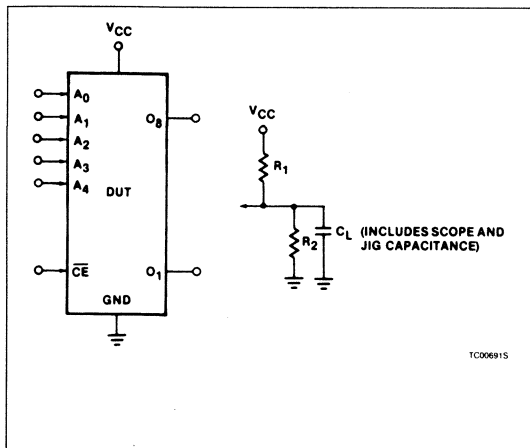 VCC
A0
A1
A2
A3
A4
CE
DUT
O8
O1
GND
VCC
R1
R2
CL (INCLUDES SCOPE AND
JIG CAPACITANCE)
TC00691S